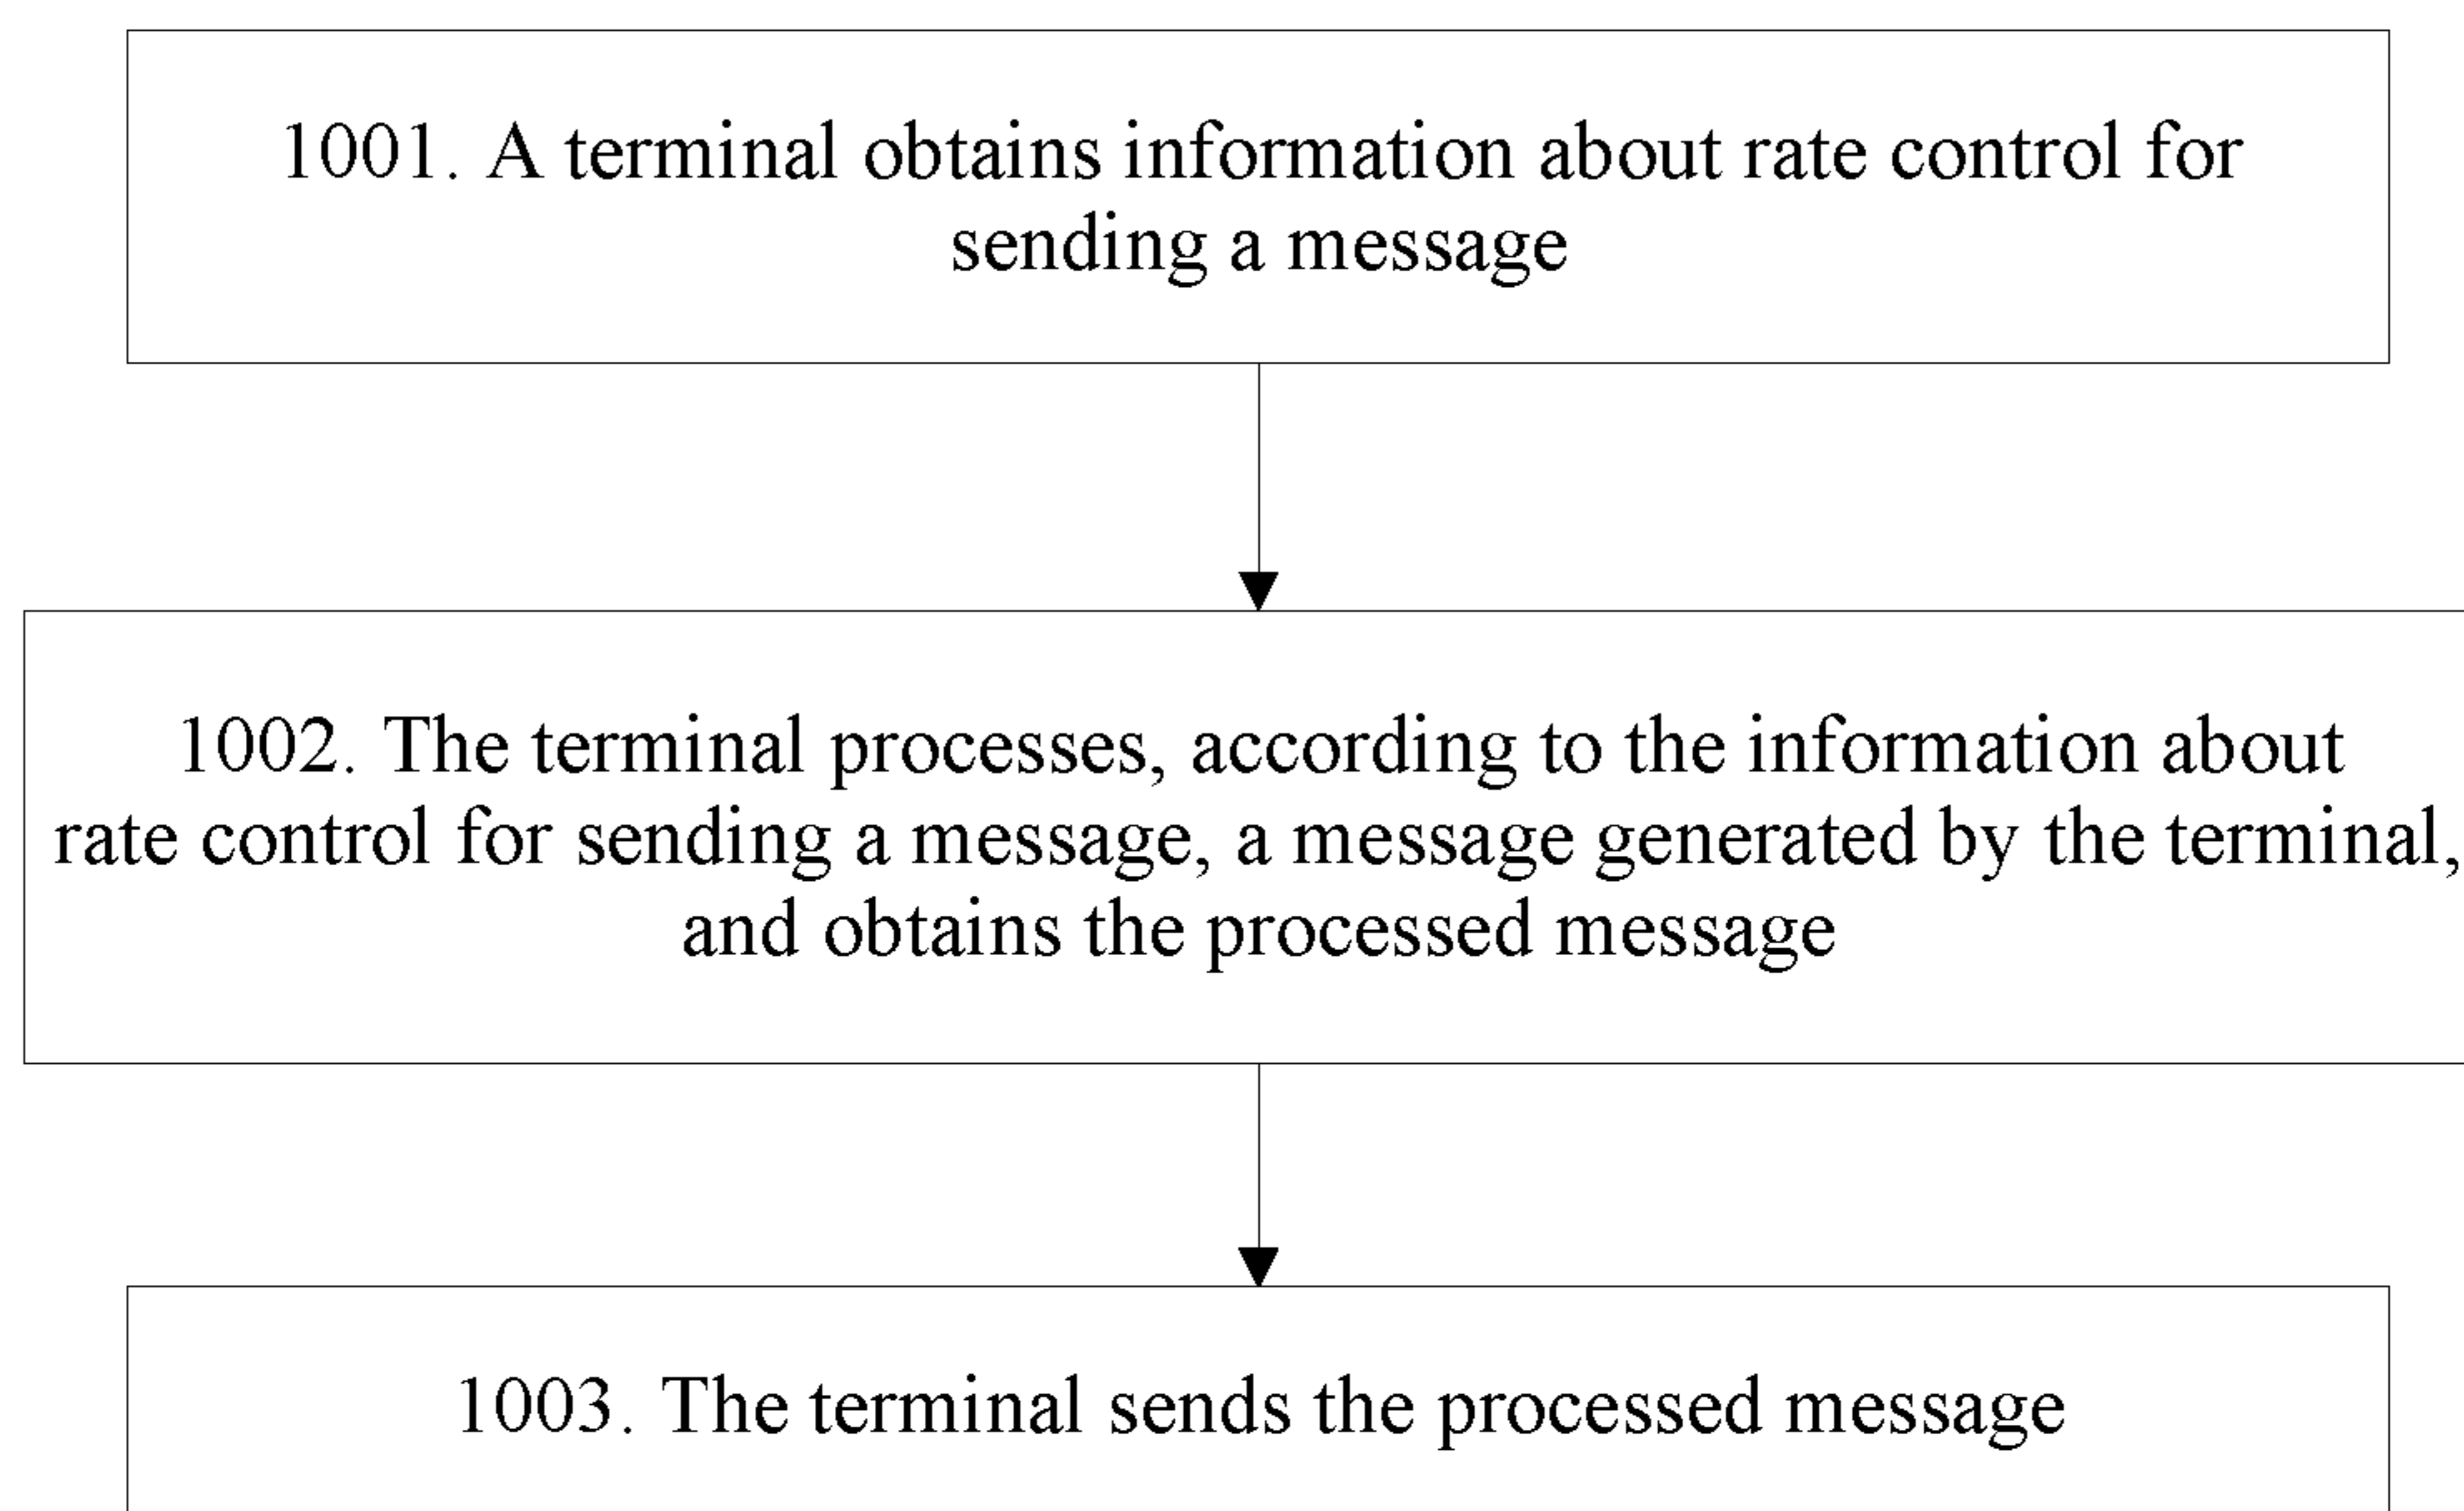 1001. A terminal obtains information about rate control for
sending a message
1002. The terminal processes, according to the information about
rate control for sending a message, a message generated by the terminal,
and obtains the processed message
1003. The terminal sends the processed message